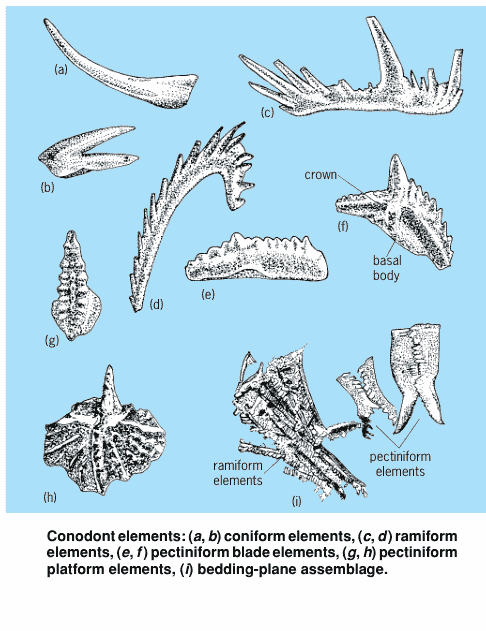 (a)
(c)
(b)
crown
(f)
basal
body
(d)
(e)
(g)
ramiform
elements
pectiniform
elements
(h)
(i)
Conodont elements: (a, b) coniform elements, (c, d) ramiform
elements, (e, f) pectiniform blade elements, (g, h) pectiniform
platform elements, (i) bedding-plane assemblage.